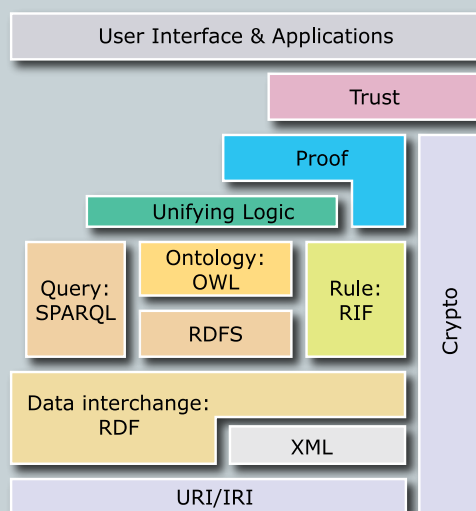 User Interface & Applications
Trust
Proof
Unifying Logic
Ontology:
OWL
Query:
SPARQL
Rule:
RIF
RDFS
Crypto
Data interchange:
RDF
XML
URI/IRI